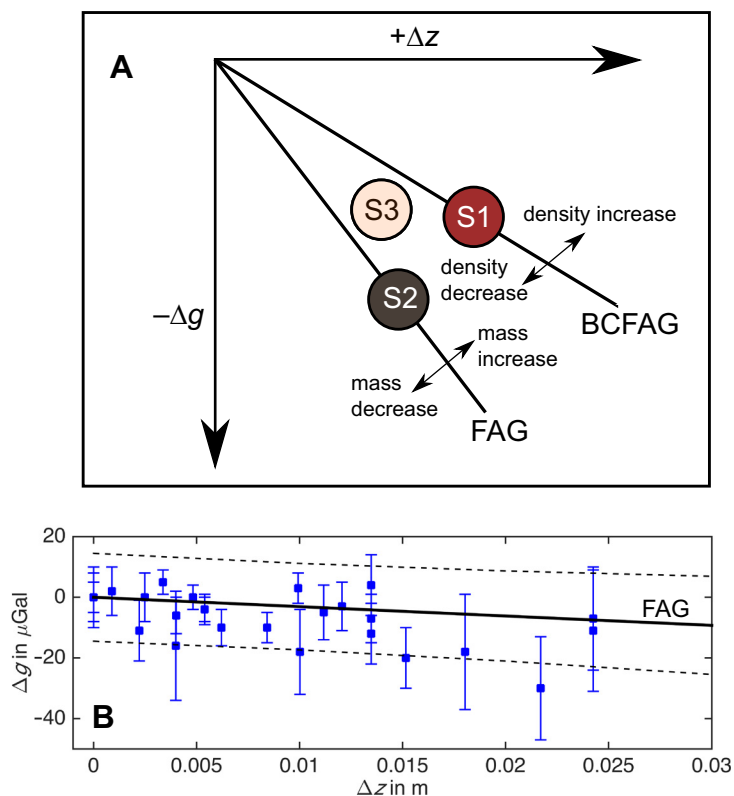 A
+Δz
S3
S1
density increase
density
decrease
BCFAG
–Δg
S2
mass
increase
mass
decrease
FAG
20
0
-20
-40
Δg in μGal
FAG
B
0
0.005
0.01
0.015
0.02
0.025
0.03
Δz in m